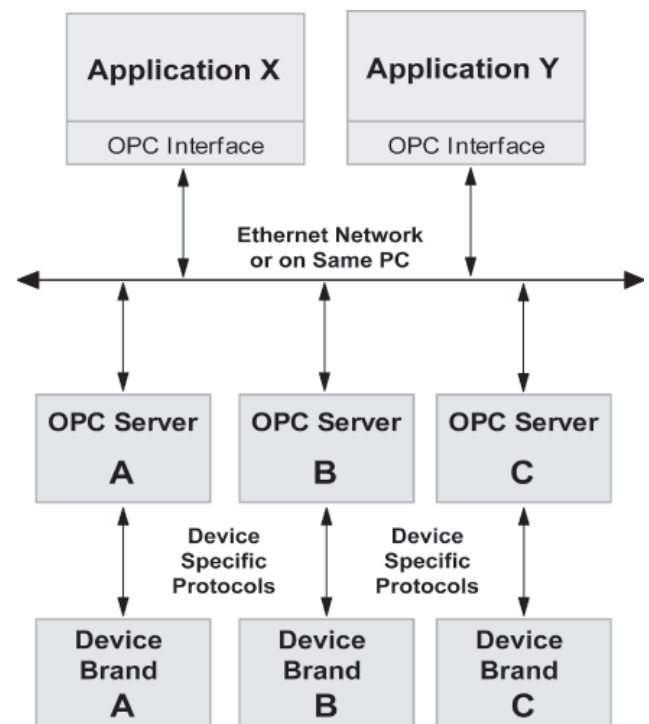 Application X
OPC Interface
Application Y
OPC Interface
Ethernet Network
or on Same PC
OPC Server
A
OPC Server
B
OPC Server
C
Device
Specific
Protocols
Device
Specific
Protocols
Device
Brand
A
Device
Brand
B
Device
Brand
C